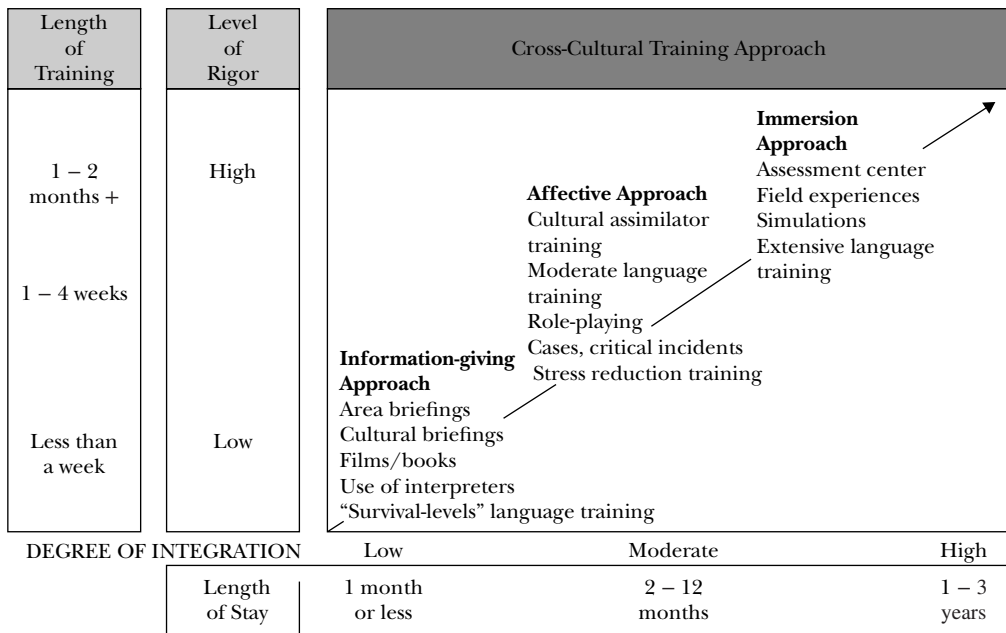 Length
of
Training
Level
of
Rigor
Cross-Cultural Training Approach
1 – 2
months +
1 – 4 weeks
Less than
a week
High
Low
Information-giving
Approach
Area briefings
Cultural briefings
Films/books
Use of interpreters
“Survival-levels” language training
Affective Approach
Cultural assimilator
training
Moderate language
training
Role-playing
Cases, critical incidents
Stress reduction training
Immersion
Approach
Assessment center
Field experiences
Simulations
Extensive language
training
DEGREE OF INTEGRATION Low Moderate High
Length
of Stay
1 month
or less
2 – 12
months
1 – 3
years